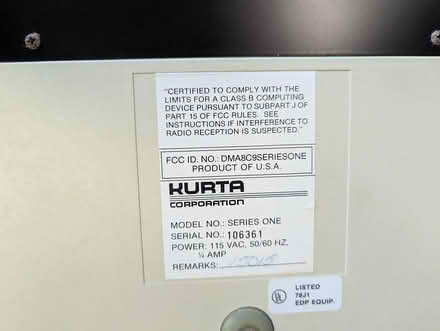 "CERTIFIED TO COMPLY WITH THE
LIMITS FOR A CLASS B COMPUTING
DEVICE PURSUANT TO SUBPART J OF
PART 15 OF FCC RULES. SEE
INSTRUCTIONS IF INTERFERENCE TO
RADIO RECEPTION IS SUSPECTED."
FCC ID. NO.: DMA8C9SERIESONE
PRODUCT OF U.S.A.
KURTA
CORPORATION
MODEL NO.: SERIES ONE
SERIAL NO.: 106361
POWER: 115 VAC, 50/60 HZ,
¼ AMP
REMARKS:
UL
LISTED
78J1
EDP EQUIP.